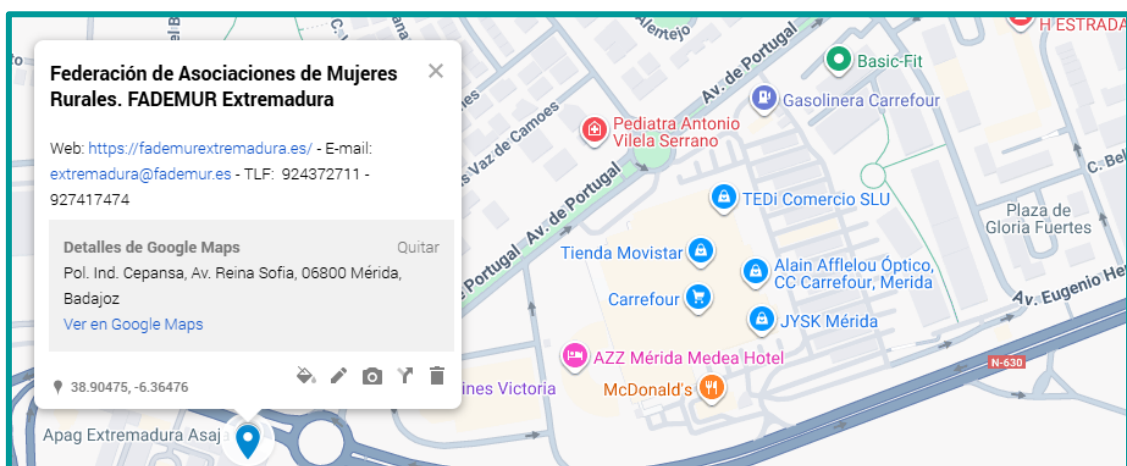 Federación de Asociaciones de Mujeres
Rurales. FADEMUR Extremadura
Web: https://fademurextremadura.es/ - E-mail:
extremadura@fademur.es - TLF: 924372711 -
927417474
Detalles de Google Maps
Quitar
Pol. Ind. Cepansa, Av. Reina Sofia, 06800 Mérida,
Badajoz
Ver en Google Maps
38.90475, -6.36476
Apag Extremadura Asaj
Alentejo
Av. de Portugal
H ESTRADA
Basic-Fit
Gasolinera Carrefour
Pediatra Antonio
Vilela Serrano
s Vaz de Camoes
C. Bel
TEDi Comercio SLU
Plaza de
Gloria Fuertes
Av. de Portugal
Portugal
Tienda Movistar
Alain Afflelou Óptico,
CC Carrefour, Merida
Av. Eugenio He
Carrefour
JYSK Mérida
AZZ Mérida Medea Hotel
N-630
ines Victoria
McDonald's